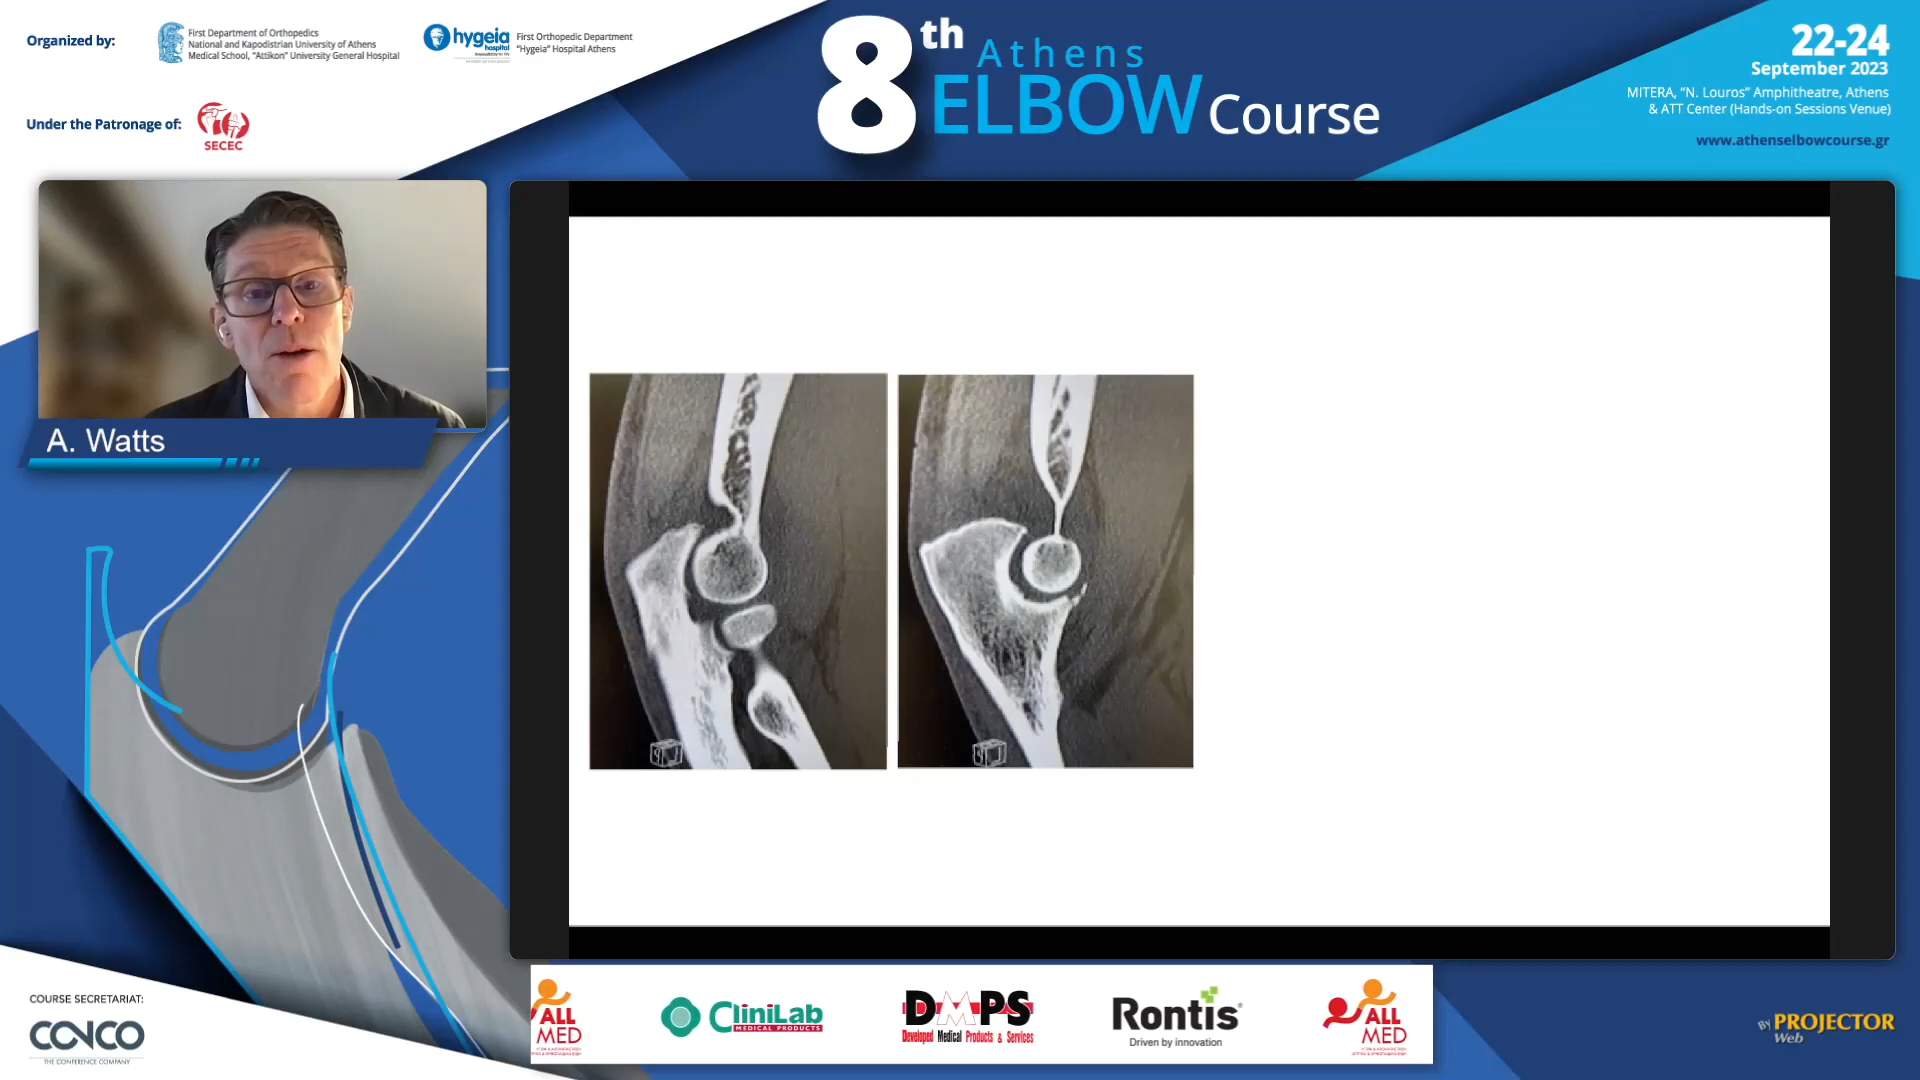 Organized by:
First Department of Orthopedics
National and Kapodistrian University of Athens
Medical School, “Attikon” University General Hospital
hygeia
hospital
First Orthopedic Department
“Hygeia” Hospital Athens
Under the Patronage of:
SECEC
8th Athens
ELBOW Course
22-24
September 2023
MITERA, “N. Louros” Amphitheatre, Athens
& ATT Center (Hands-on Sessions Venue)
www.athenselbowcourse.gr
A. Watts
COURSE SECRETARIAT:
CONCO
THE CONFERENCE COMPANY
ALL
MED
CliniLab
MEDICAL PRODUCTS
DMPS
Developed Medical Products & Services
Rontis
Driven by innovation
ALL
MED
By PROJECTOR
Web